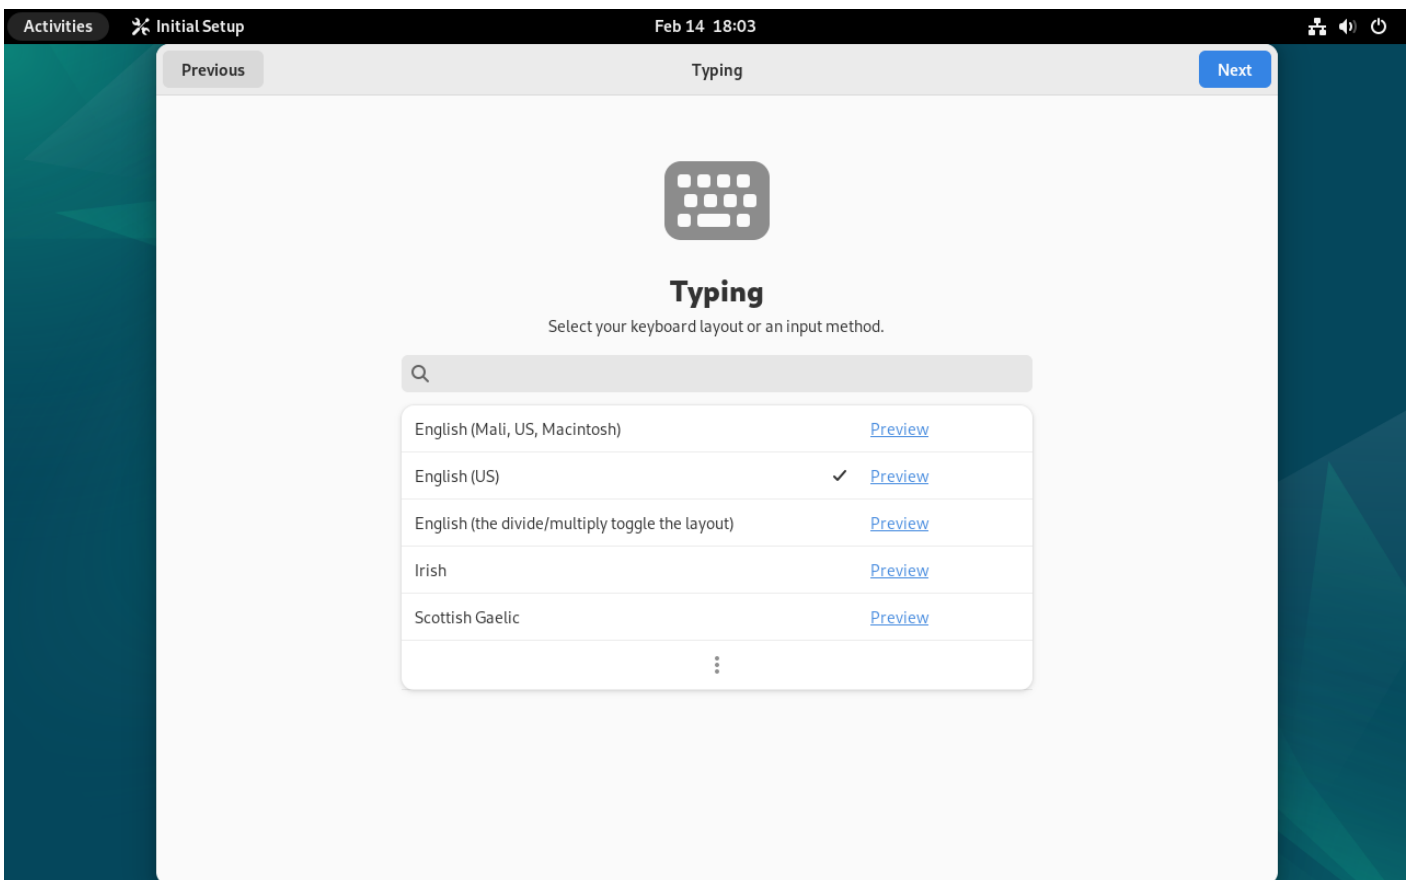 Activities Initial Setup Feb 14 18:03
Previous Typing Next
Typing
Select your keyboard layout or an input method.
English (Mali, US, Macintosh) Preview
English (US) Preview
English (the divide/multiply toggle the layout) Preview
Irish Preview
Scottish Gaelic Preview